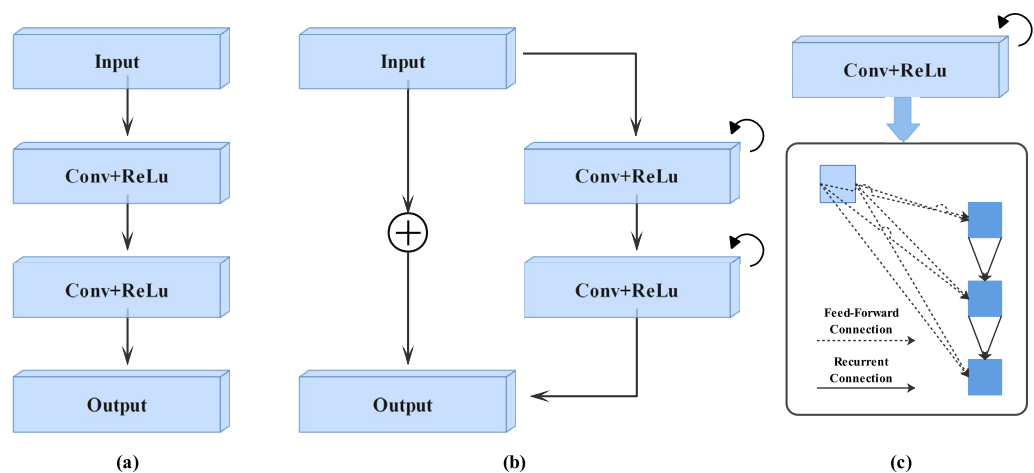 Input
Conv+ReLu
Conv+ReLu
Output
(a)
Input
Conv+ReLu
Conv+ReLu
Output
(b)
Conv+ReLu
Feed-Forward
Connection
Recurrent
Connection
(c)